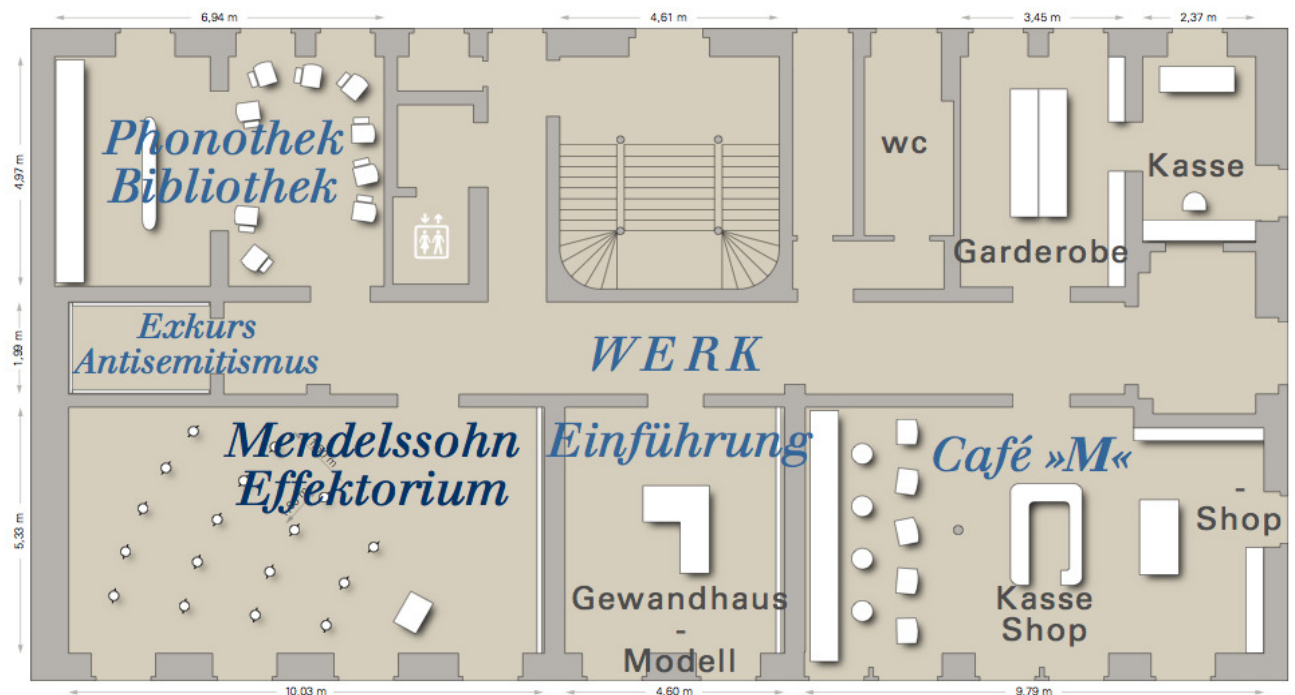 6,94 m
4,61 m
3,45 m
2,37 m
4,97 m
Phonothek
Bibliothek
wc
Kasse
Garderobe
1,99 m
Exkurs
Antisemitismus
WERK
5,33 m
Mendelssohn
Effektorium
Einführung
Café »M«
-
Shop
Gewandhaus
-
Modell
Kasse
Shop
10,03 m
4,60 m
9,79 m